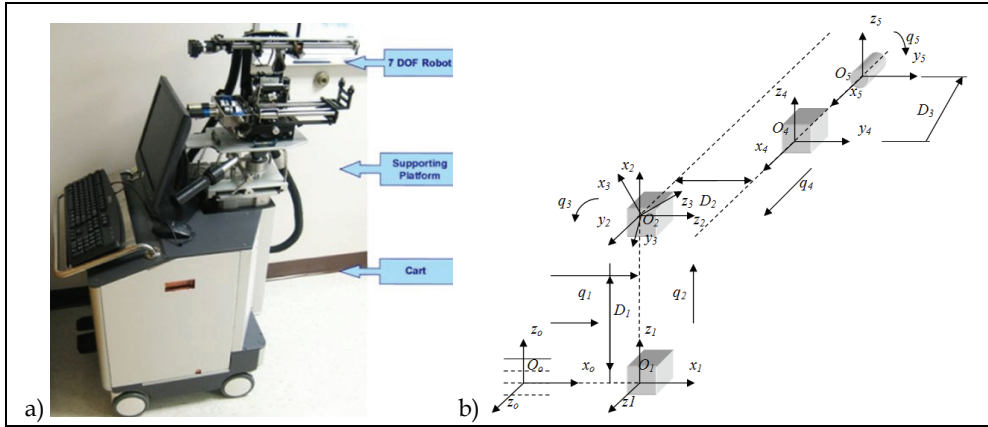 7 DOF Robot
Supporting
Platform
Cart
a)
z5
q5
y5
O5
x5
z4
O4
D3
y4
x4
q4
x2
x3
z3
D2
q3
O2
y2
z2
y3
q1
D1
q2
zo
z1
Oo
xo
O1
x1
zo
z1
b)